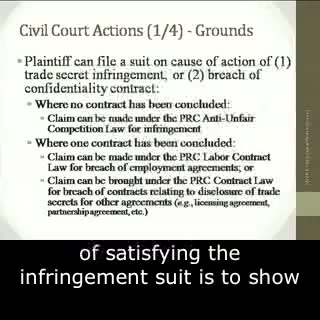 Civil Court Actions (1/4) - Grounds
Plaintiff can file a suit on cause of action of (1)
trade secret infringement, or (2) breach of
confidentiality contract:
Where no contract has been concluded:
Claim can be made under the PRC Anti-Unfair
Competition Law for infringement
Where one contract has been concluded:
Claim can be made under the PRC Labor Contract
Law for breach of employment agreements; or
Claim can be brought under the PRC Contract Law
for breach of contracts relating to disclosure of trade
secrets for other agreements (e.g., licensing agreement,
partnership agreement, etc.)
of satisfying the
infringement suit is to show